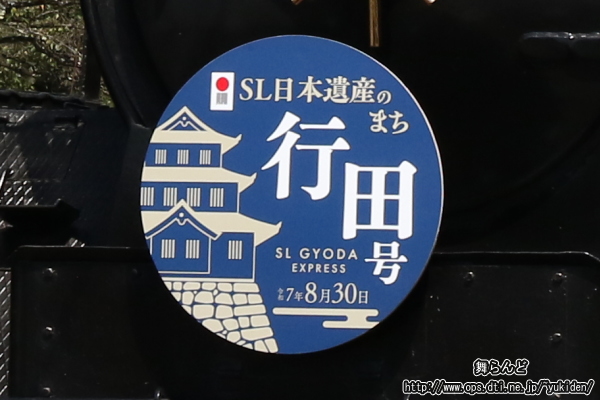 SL日本遺産の
まち
行田号
SL GYODA
EXPRESS
令和7年8月30日
舞らんど
http://www.ops.dti.ne.jp/~yukiden/